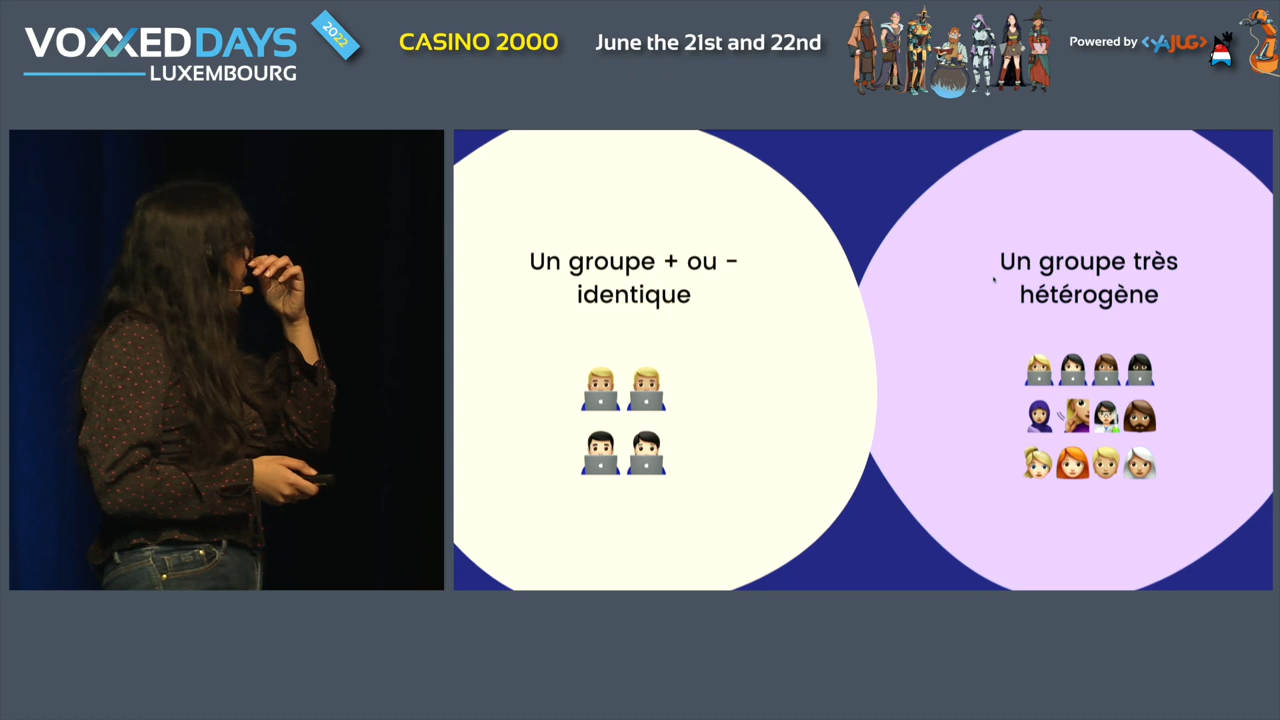 VOXXEDDAYS
LUXEMBOURG
2022
CASINO 2000
June the 21st and 22nd
Powered by <YAJUG>
Un groupe + ou -
identique
Un groupe très
hétérogène